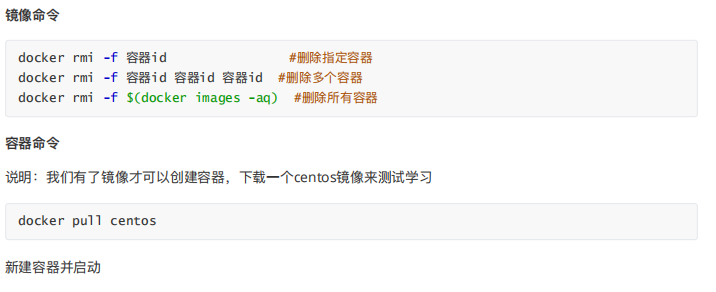 镜像命令
docker rmi -f 容器id #删除指定容器
docker rmi -f 容器id 容器id 容器id #删除多个容器
docker rmi -f $(docker images -aq) #删除所有容器
容器命令
说明：我们有了镜像才可以创建容器，下载一个centos镜像来测试学习
docker pull centos
新建容器并启动